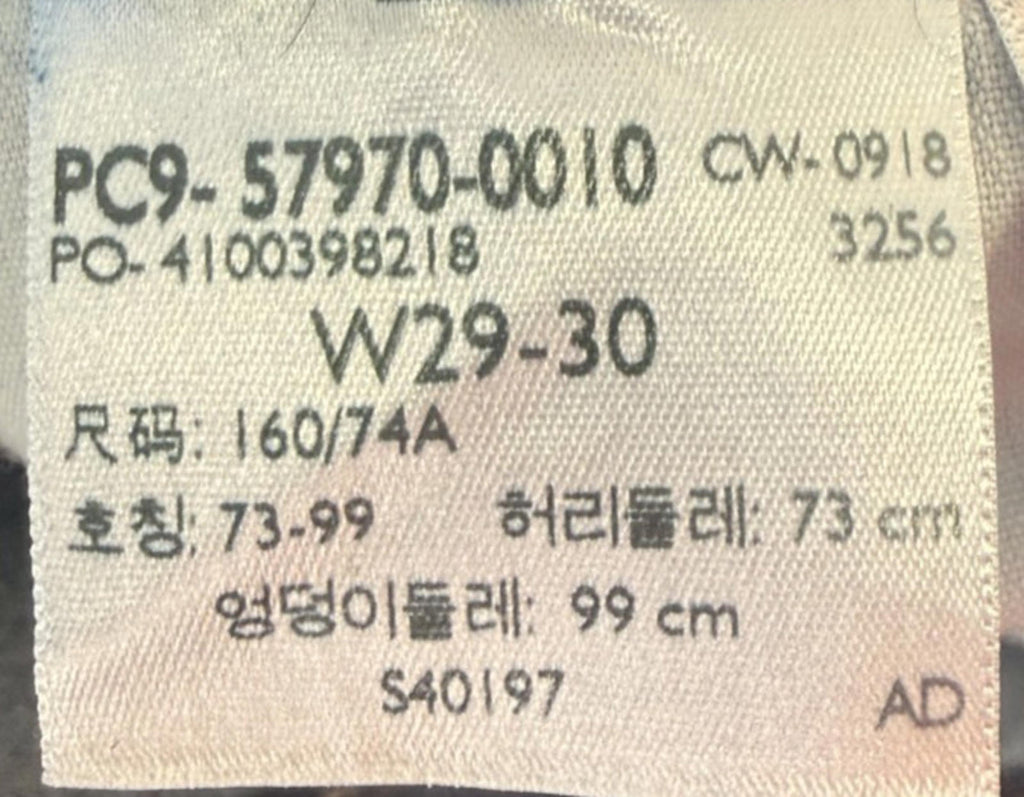 PC9- 57970-0010 CW- 0918
PO- 4100398218 3256
W29-30
尺码: 160/74A
호칭: 73-99 허리둘레: 73 cm
엉덩이둘레: 99 cm
S40197 AD